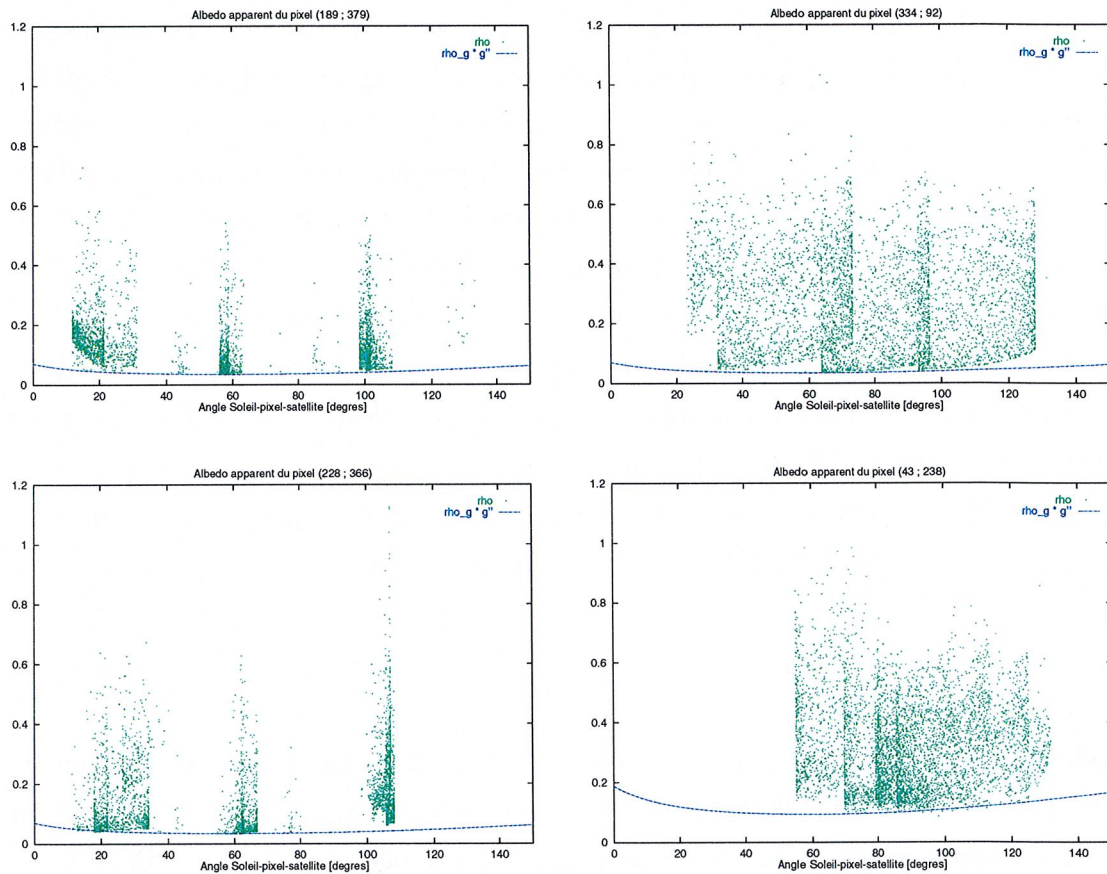 Albedo apparent du pixel (189 ; 379)
rho
rho_g * g"
1.2
1
0.8
0.6
0.4
0.2
0
0 20 40 60 80 100 120 140
Angle Soleil-pixel-satellite [degres]
Albedo apparent du pixel (334 ; 92)
rho
rho_g * g"
1.2
1
0.8
0.6
0.4
0.2
0
0 20 40 60 80 100 120 140
Angle Soleil-pixel-satellite [degres]
Albedo apparent du pixel (228 ; 366)
rho
rho_g * g"
1.2
1
0.8
0.6
0.4
0.2
0
0 20 40 60 80 100 120 140
Angle Soleil-pixel-satellite [degres]
Albedo apparent du pixel (43 ; 238)
rho
rho_g * g"
1.2
1
0.8
0.6
0.4
0.2
0
0 20 40 60 80 100 120 140
Angle Soleil-pixel-satellite [degres]